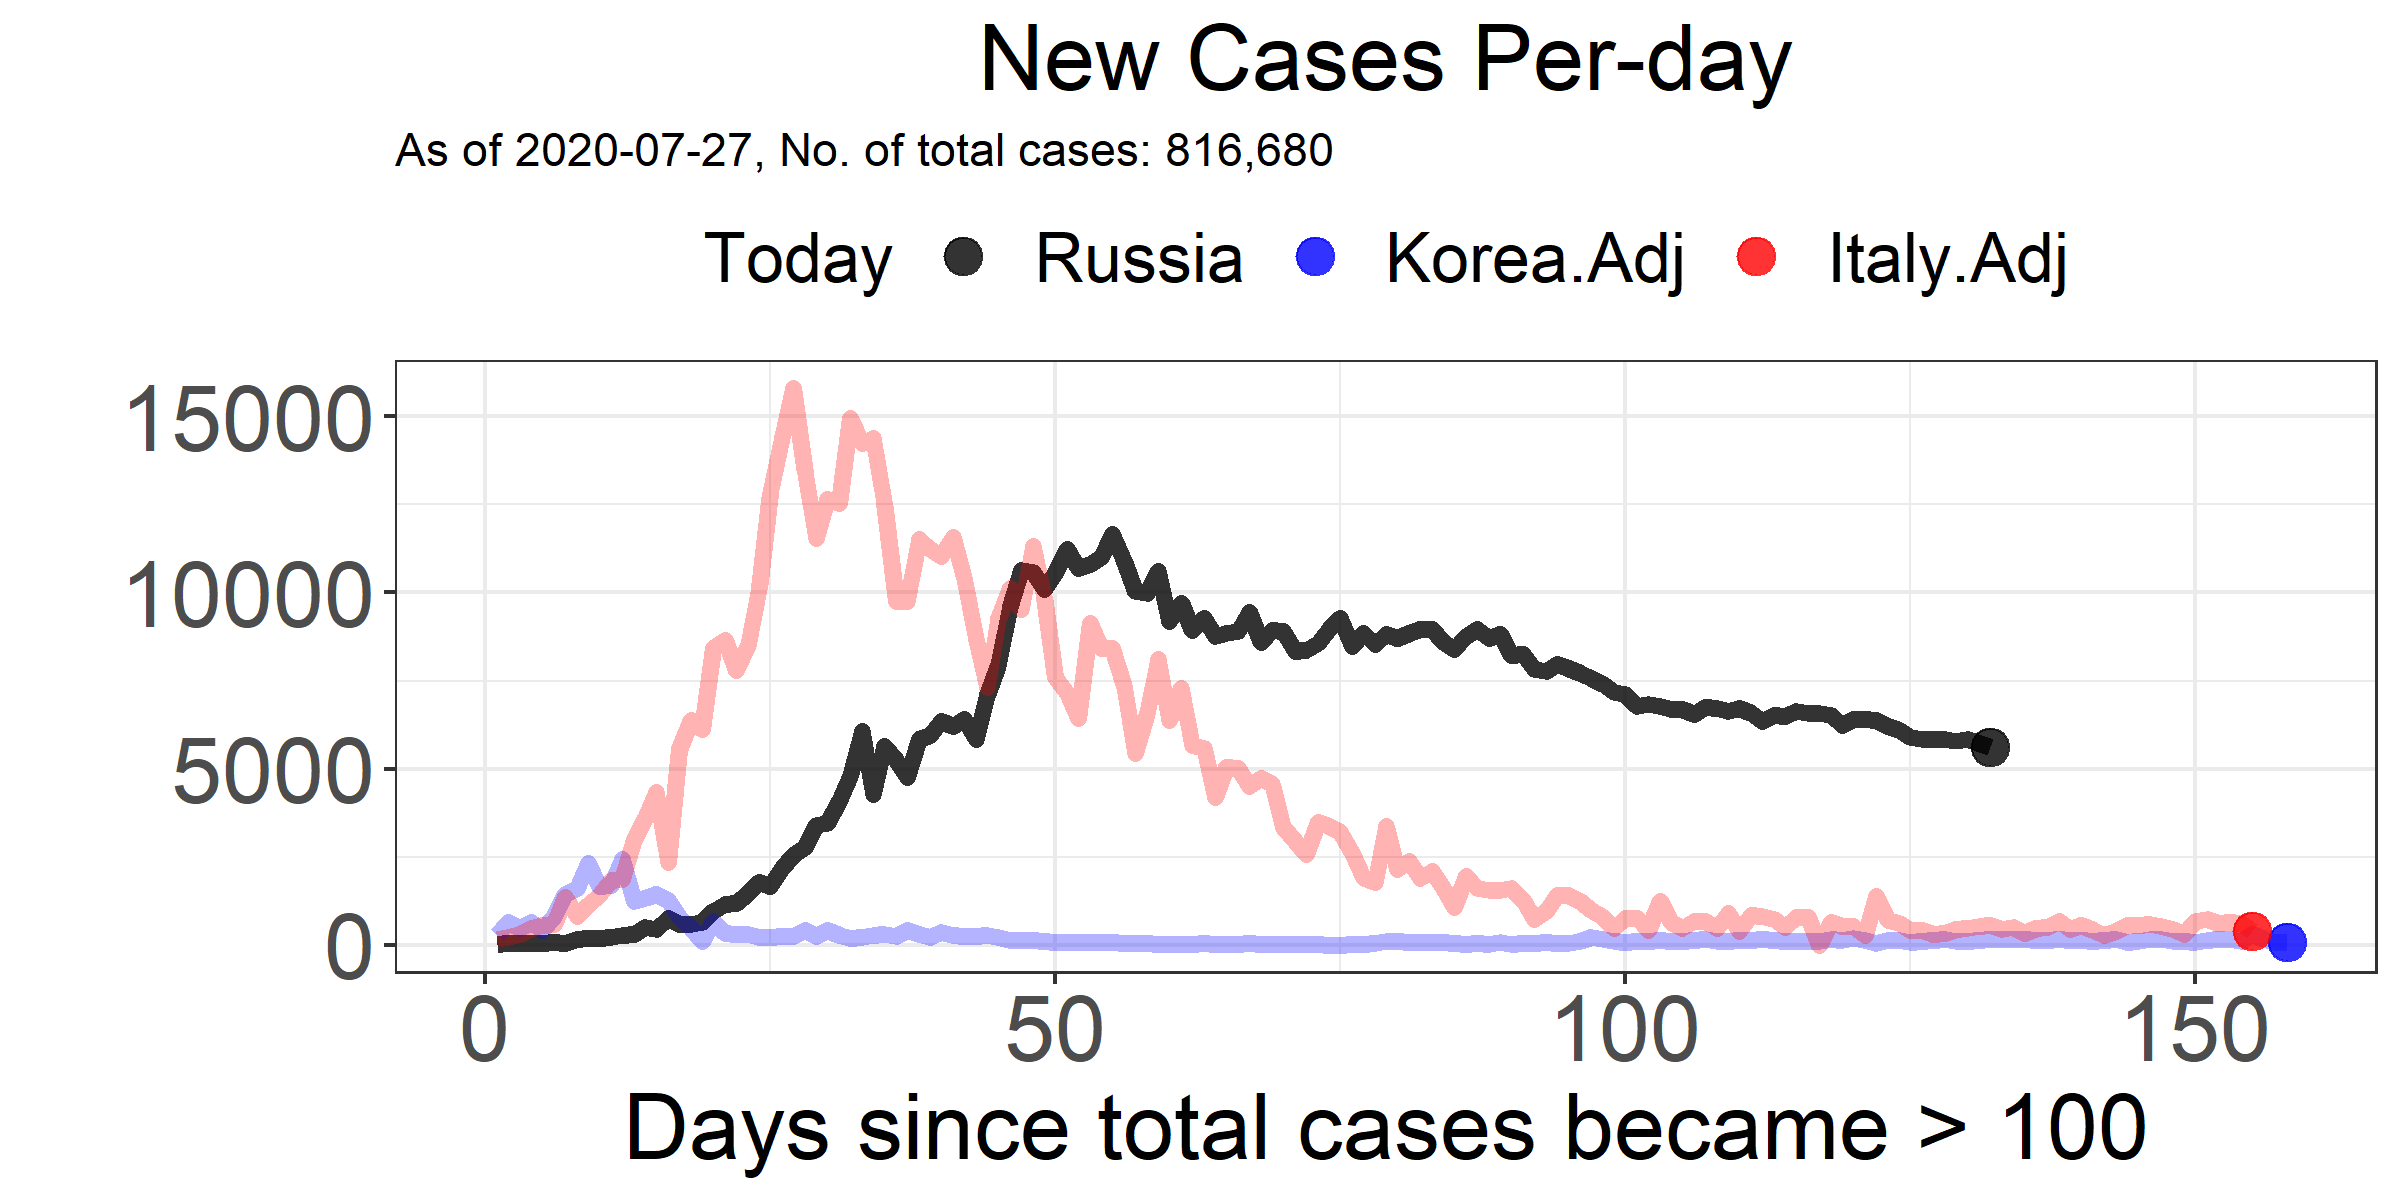 New Cases Per-day
As of 2020-07-27, No. of total cases: 816,680
Today Russia Korea.Adj Italy.Adj
15000
10000
5000
0
0 50 100 150
Days since total cases became > 100